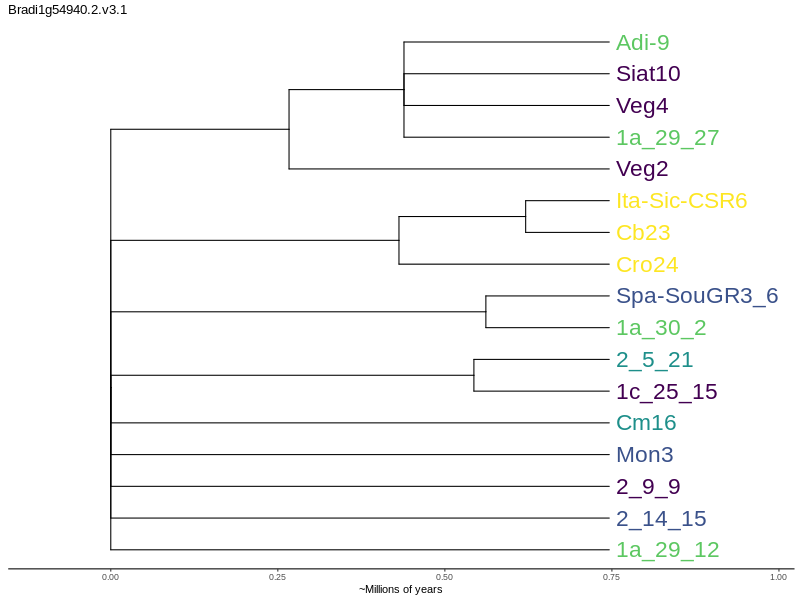 Bradi1g54940.2.v3.1
Adi-9
Siat10
Veg4
1a_29_27
Veg2
Ita-Sic-CSR6
Cb23
Cro24
Spa-SouGR3_6
1a_30_2
2_5_21
1c_25_15
Cm16
Mon3
2_9_9
2_14_15
1a_29_12
0.00 0.25 0.50 0.75 1.00
~Millions of years